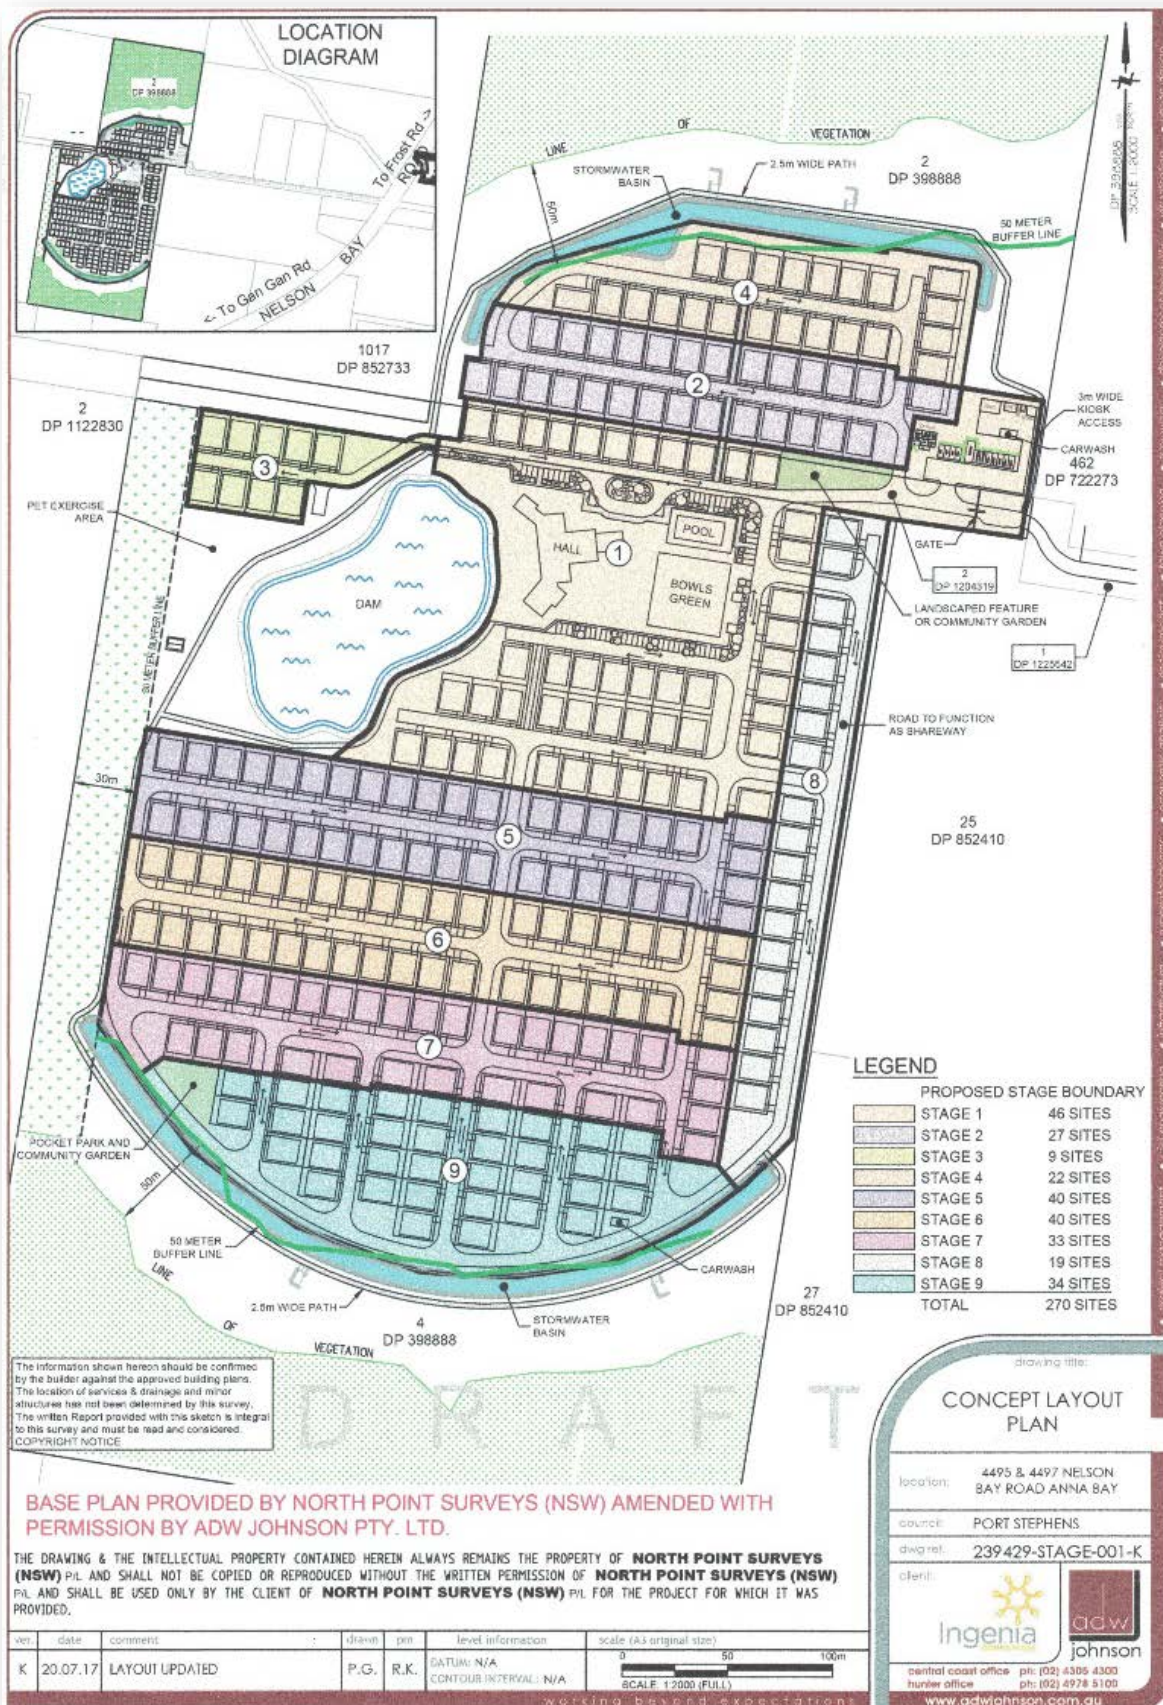 LOCATION
DIAGRAM
2
DP 398888
To Frost Rd ->
ROAD
BAY
NELSON
<- To Gan Gan Rd
LINE
OF
VEGETATION
2.5m WIDE PATH
STORMWATER
BASIN
50m
2
DP 398888
50 METER
BUFFER LINE
1017
DP 852733
2
DP 1122830
4
2
3
1
3m WIDE
KIOSK
ACCESS
CARWASH
462
DP 722273
PET EXERCISE
AREA
DAM
HALL
POOL
BOWLS
GREEN
GATE
2
DP 1204319
LANDSCAPED FEATURE
OR COMMUNITY GARDEN
1
DP 1225542
ROAD TO FUNCTION
AS SHAREWAY
30m
8
5
25
DP 852410
6
7
9
POCKET PARK AND
COMMUNITY GARDEN
50m
50 METER
BUFFER LINE
LINE
OF
VEGETATION
2.5m WIDE PATH
4
DP 398888
STORMWATER
BASIN
CARWASH
27
DP 852410
LEGEND
PROPOSED STAGE BOUNDARY
STAGE 1 46 SITES
STAGE 2 27 SITES
STAGE 3 9 SITES
STAGE 4 22 SITES
STAGE 5 40 SITES
STAGE 6 40 SITES
STAGE 7 33 SITES
STAGE 8 19 SITES
STAGE 9 34 SITES
TOTAL 270 SITES
The information shown hereon should be confirmed
by the builder against the approved building plans.
The location of services & drainage and minor
structures has not been determined by this survey.
The written Report provided with this sketch is integral
to this survey and must be read and considered.
COPYRIGHT NOTICE
DRAFT
BASE PLAN PROVIDED BY NORTH POINT SURVEYS (NSW) AMENDED WITH
PERMISSION BY ADW JOHNSON PTY. LTD.
THE DRAWING & THE INTELLECTUAL PROPERTY CONTAINED HEREIN ALWAYS REMAINS THE PROPERTY OF NORTH POINT SURVEYS
(NSW) P/L AND SHALL NOT BE COPIED OR REPRODUCED WITHOUT THE WRITTEN PERMISSION OF NORTH POINT SURVEYS (NSW)
P/L AND SHALL BE USED ONLY BY THE CLIENT OF NORTH POINT SURVEYS (NSW) P/L FOR THE PROJECT FOR WHICH IT WAS
PROVIDED.
ver. date comment drawn pm level information scale (A3 original size)
K 20.07.17 LAYOUT UPDATED P.G. R.K.
DATUM: N/A
CONTOUR INTERVAL: N/A
0 50 100m
SCALE 1:2000 (FULL)
drawing title:
CONCEPT LAYOUT
PLAN
location: 4495 & 4497 NELSON
BAY ROAD ANNA BAY
council: PORT STEPHENS
dwg ref: 239429-STAGE-001-K
client:
Ingenia
adw
johnson
central coast office ph: (02) 4305 4300
hunter office ph: (02) 4978 5100
www.adwjohnson.com.au
working beyond expectations